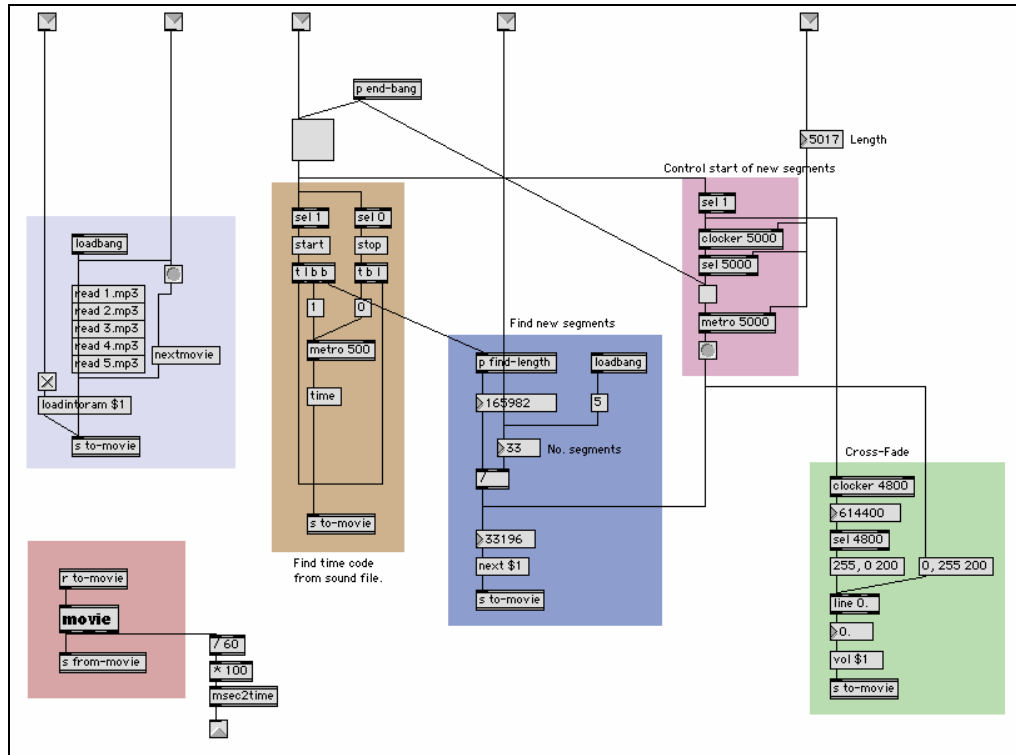 p end-bang
5017 Length
Control start of new segments
sel 1
sel 0
start
stop
t l b b
t b l
1
0
metro 500
time
s to-movie
Find time code
from sound file.
loadbang
read 1.mp3
read 2.mp3
read 3.mp3
read 4.mp3
read 5.mp3
nextmovie
loadintoram $1
s to-movie
sel 1
clocker 5000
sel 5000
metro 5000
Find new segments
p find-length
loadbang
165982
5
33 No. segments
/
33196
next $1
s to-movie
Cross-Fade
clocker 4800
614400
sel 4800
255, 0 200
0, 255 200
line 0.
0.
vol $1
s to-movie
r to-movie
movie
s from-movie
/ 60
* 100
msec2time